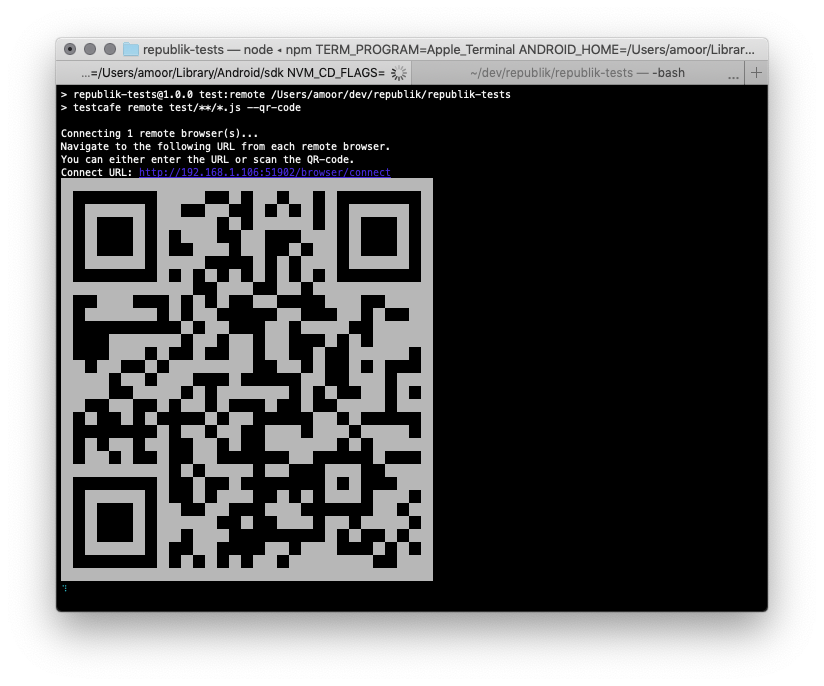 republik-tests — node ◂ npm TERM_PROGRAM=Apple_Terminal ANDROID_HOME=/Users/amoor/Librar...
...=/Users/amoor/Library/Android/sdk NVM_CD_FLAGS=
~/dev/republik/republik-tests — -bash
... +
> republik-tests@1.0.0 test:remote /Users/amoor/dev/republik/republik-tests
> testcafe remote test/**/*.js --qr-code
Connecting 1 remote browser(s)...
Navigate to the following URL from each remote browser.
You can either enter the URL or scan the QR-code.
Connect URL: http://192.168.1.106:51902/browser/connect